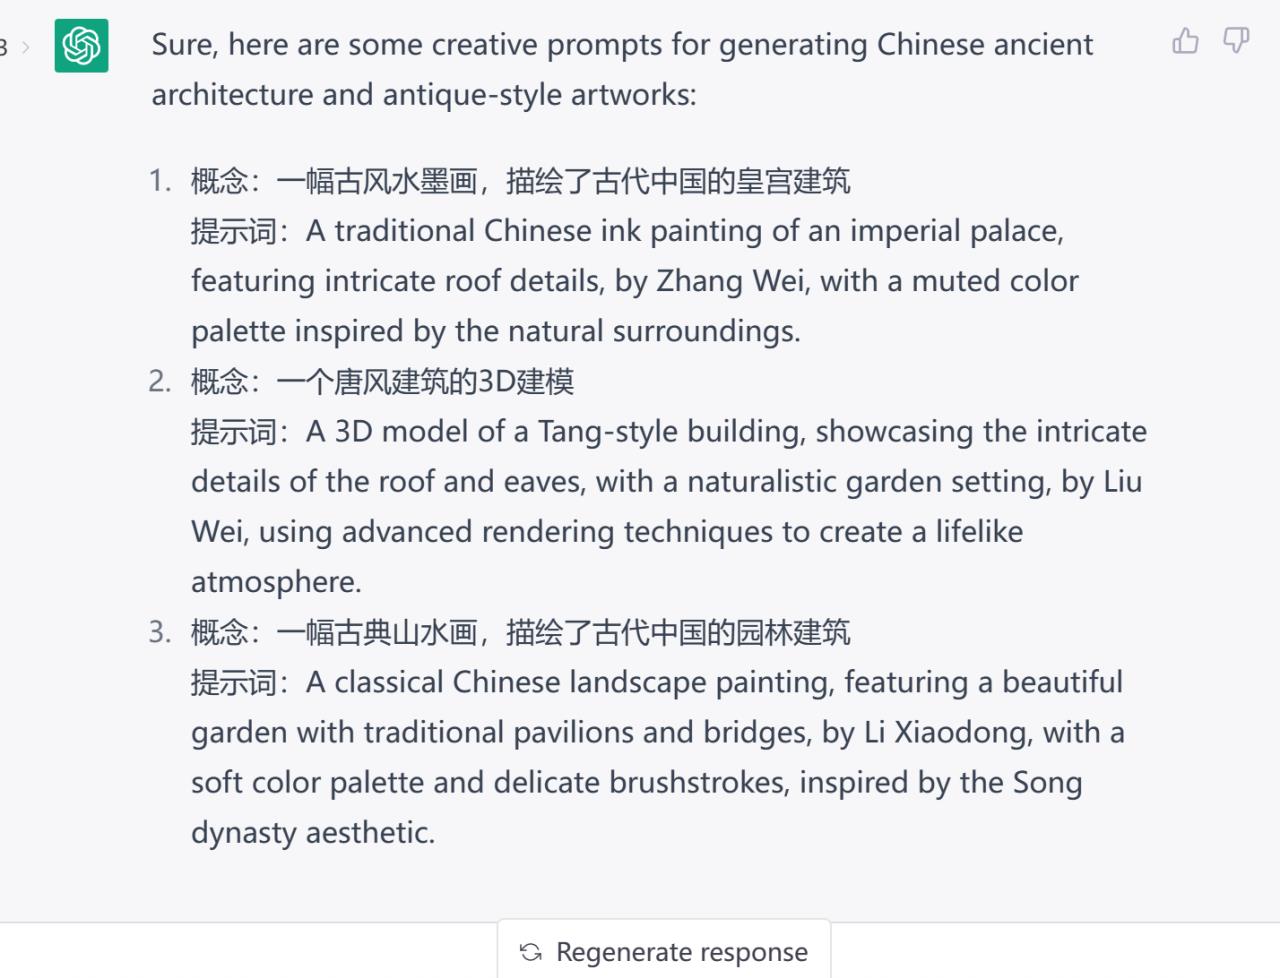 3
Sure, here are some creative prompts for generating Chinese ancient
architecture and antique-style artworks:
1. 概念：一幅古风水墨画，描绘了古代中国的皇宫建筑
提示词：A traditional Chinese ink painting of an imperial palace,
featuring intricate roof details, by Zhang Wei, with a muted color
palette inspired by the natural surroundings.
2. 概念：一个唐风建筑的3D建模
提示词：A 3D model of a Tang-style building, showcasing the intricate
details of the roof and eaves, with a naturalistic garden setting, by Liu
Wei, using advanced rendering techniques to create a lifelike
atmosphere.
3. 概念：一幅古典山水画，描绘了古代中国的园林建筑
提示词：A classical Chinese landscape painting, featuring a beautiful
garden with traditional pavilions and bridges, by Li Xiaodong, with a
soft color palette and delicate brushstrokes, inspired by the Song
dynasty aesthetic.
Regenerate response